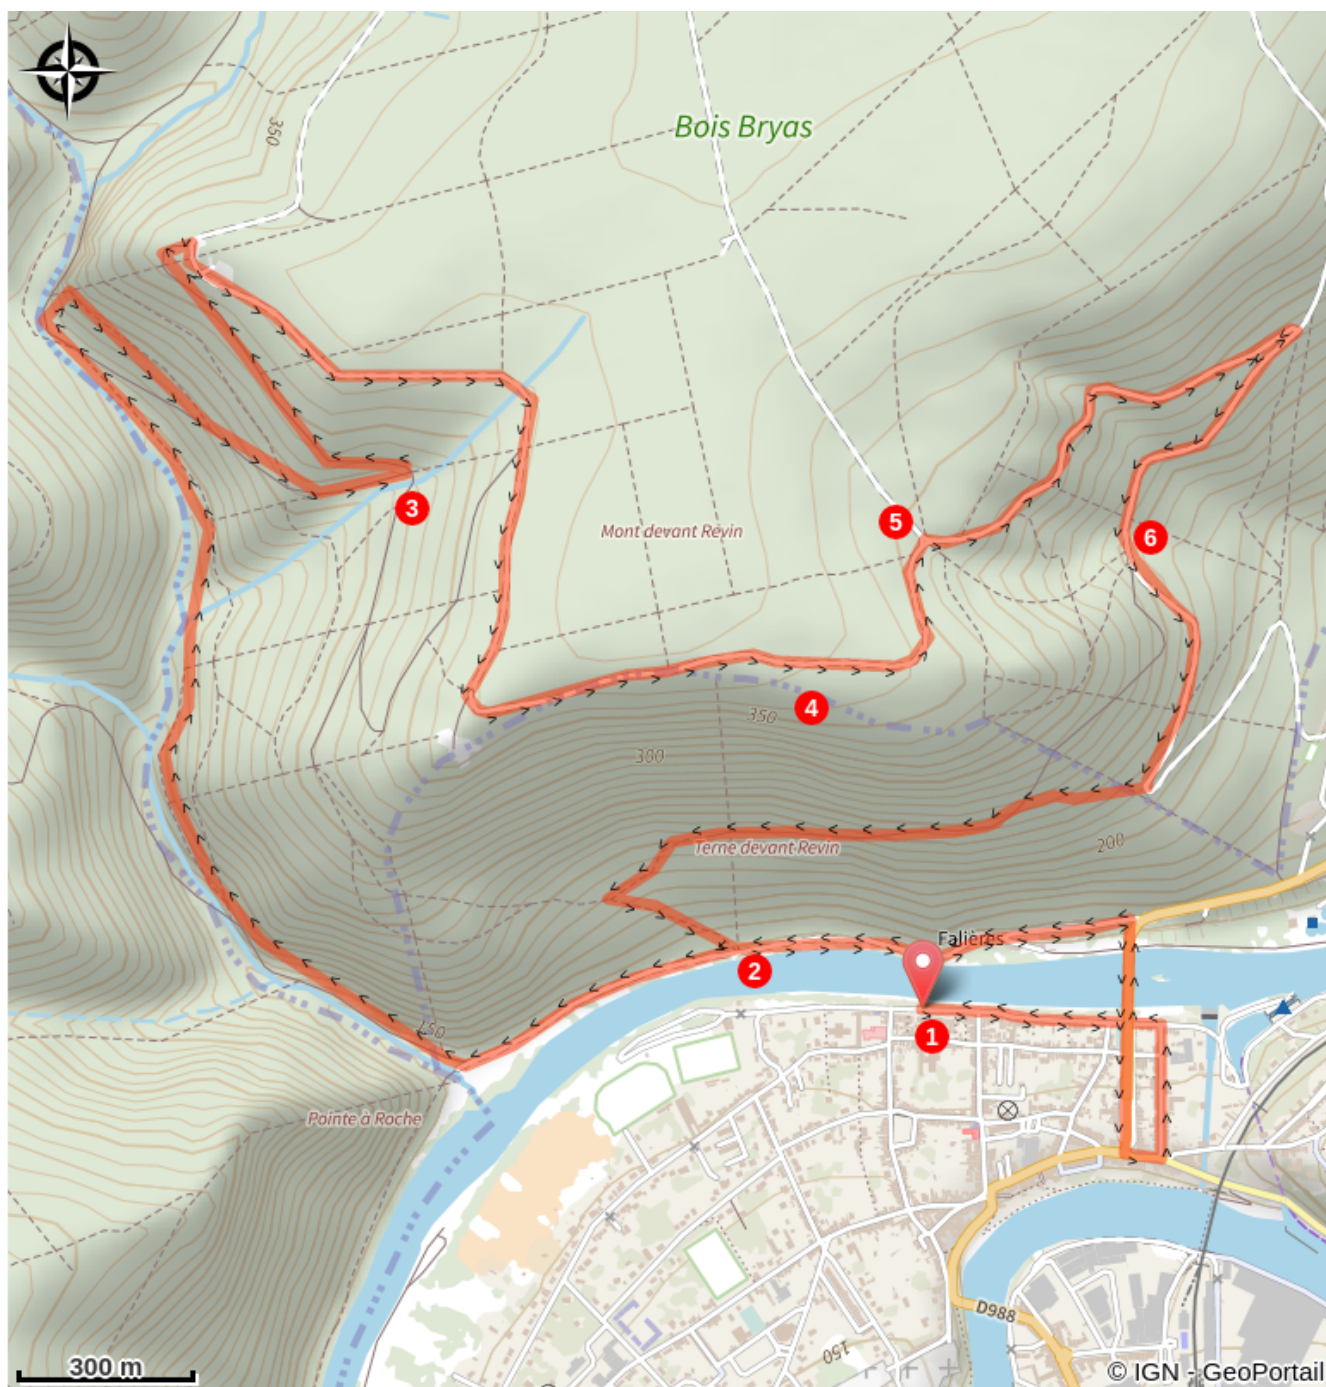 350
Bois Bryas
3
5
Mont devant Révin
6
4
350
300
200
Terne devant Revin
Falières
2
1
150
Pointe à Roche
D988
150
300 m
© IGN - GeoPortail